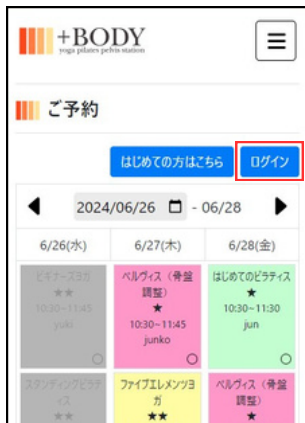 +BODY
yoga pilates pelvis station
ご予約
はじめての方はこちら
ログイン
2024/06/26 - 06/28
6/26(水)
6/27(木)
6/28(金)
ビギナーズヨガ
★★
10:30~11:45
yuki
ペルヴィス（骨盤
調整）
★
10:30~11:45
junko
はじめてのピラティス
★
10:30~11:30
jun
スタンディングピラテ
ィス
★★
ファイブエレメンツヨ
ガ
★★
ペルヴィス（骨盤
調整）
★